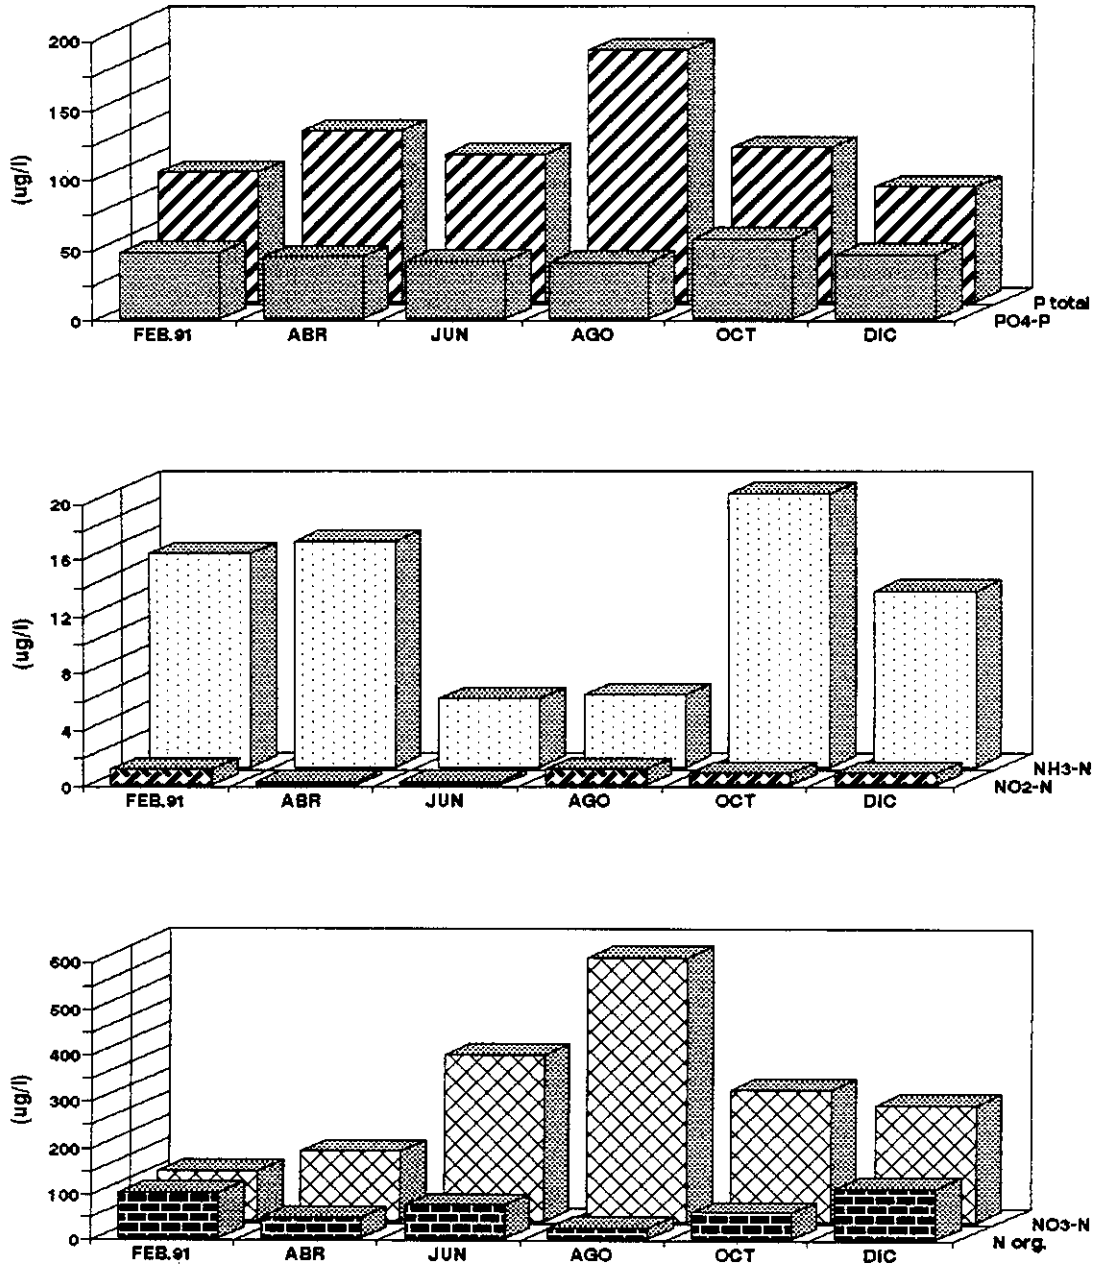 200
150
100
50
0
(ug/l)
P total
PO4-P
FEB.91 ABR JUN AGO OCT DIC
20
16
12
8
4
0
(ug/l)
NH3-N
NO2-N
FEB.91 ABR JUN AGO OCT DIC
600
500
400
300
200
100
0
(ug/l)
NO3-N
N org.
FEB.91 ABR JUN AGO OCT DIC